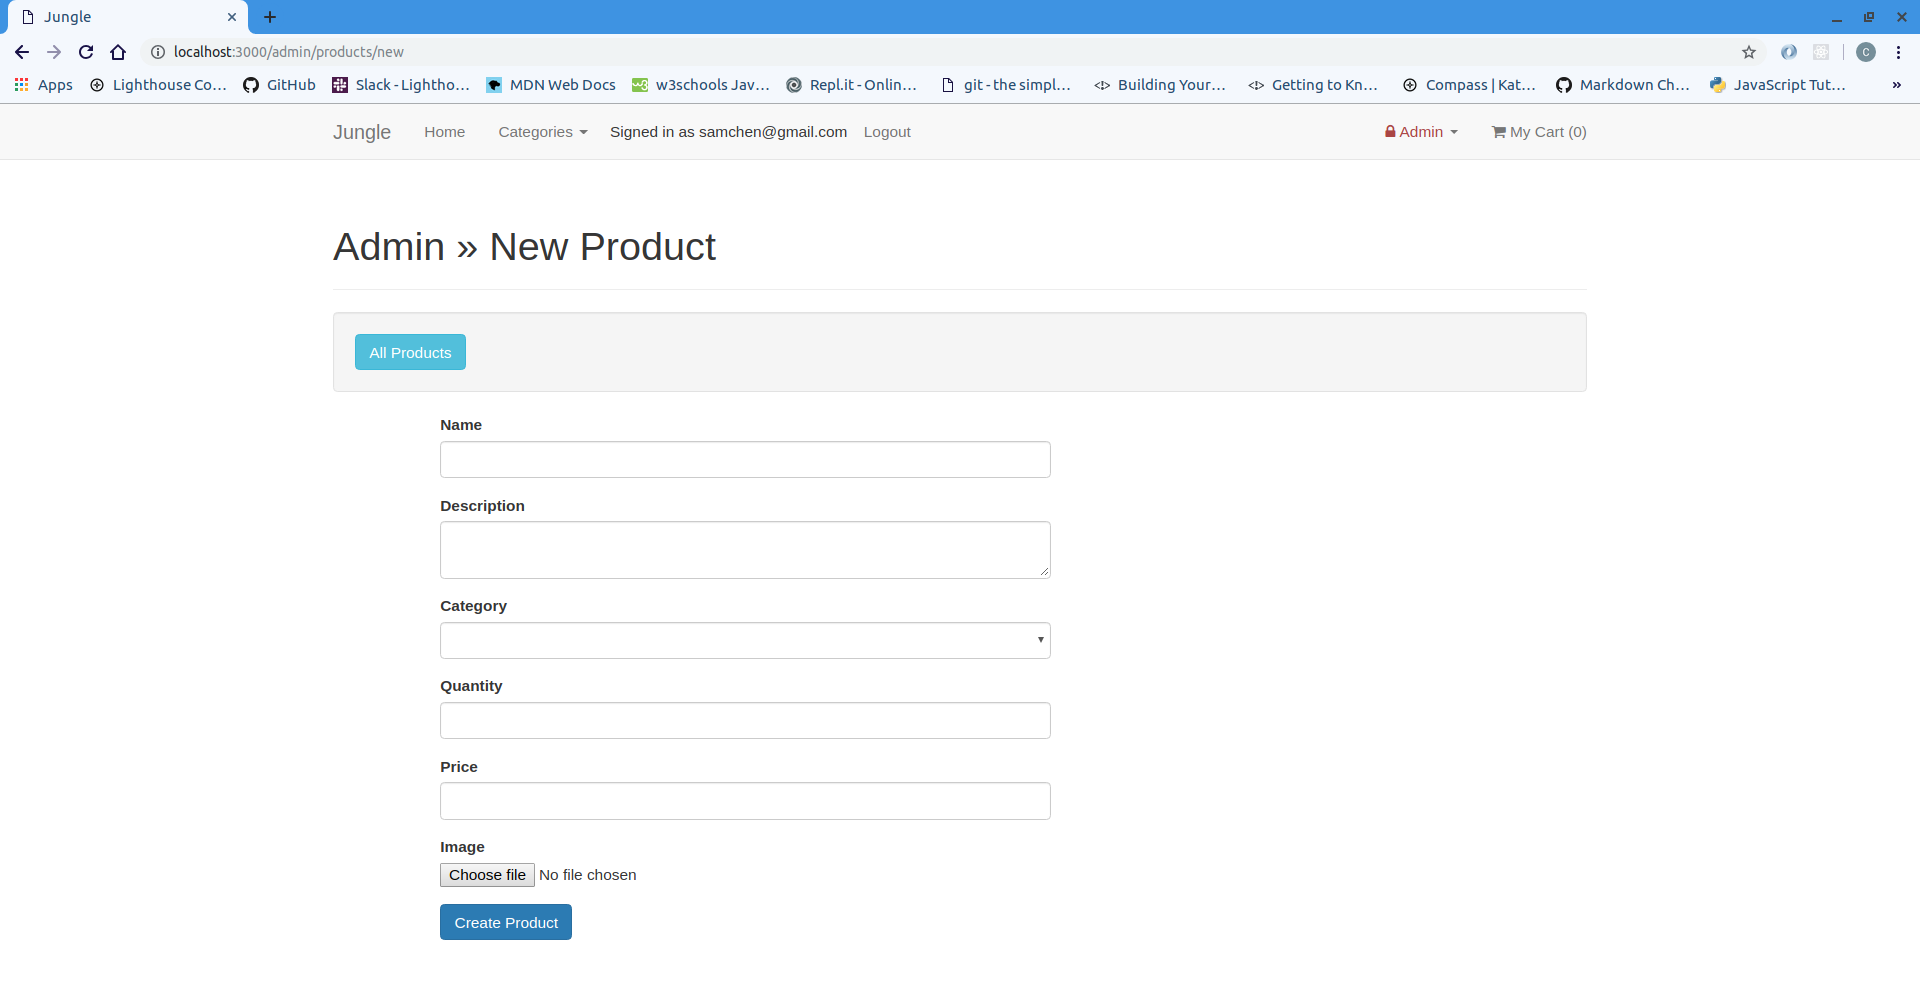 Jungle
localhost:3000/admin/products/new
C
Apps Lighthouse Co... GitHub Slack - Lightho... MDN Web Docs w3schools Jav... Repl.it - Onlin... git - the simpl... Building Your... Getting to Kn... Compass | Kat... Markdown Ch... JavaScript Tut... »
Jungle Home Categories Signed in as samchen@gmail.com Logout Admin My Cart (0)
Admin » New Product
All Products
Name
Description
Category
Quantity
Price
Image
Choose file No file chosen
Create Product